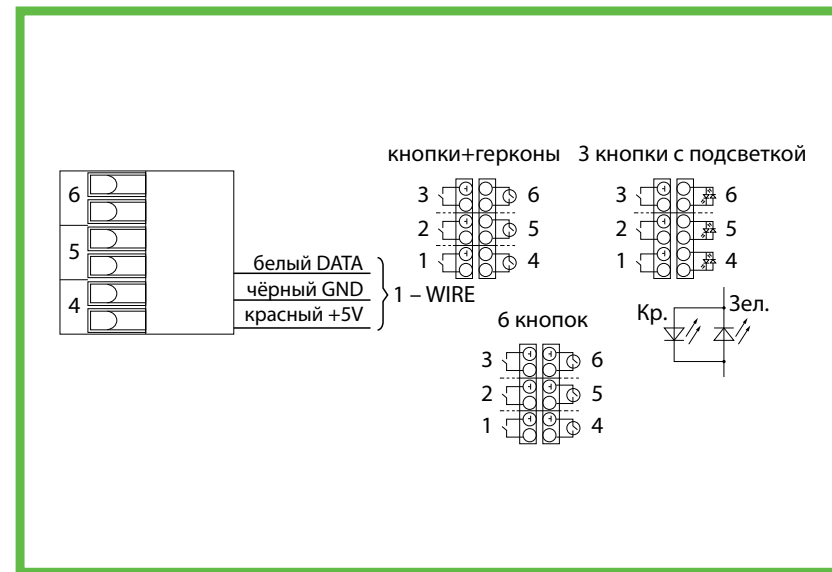 кнопки+герконы
3 кнопки с подсветкой
6
5
4
белый DATA
чёрный GND
красный +5V
1 – WIRE
3 6
2 5
1 4
3 6
2 5
1 4
Кр. Зел.
6 кнопок
3 6
2 5
1 4